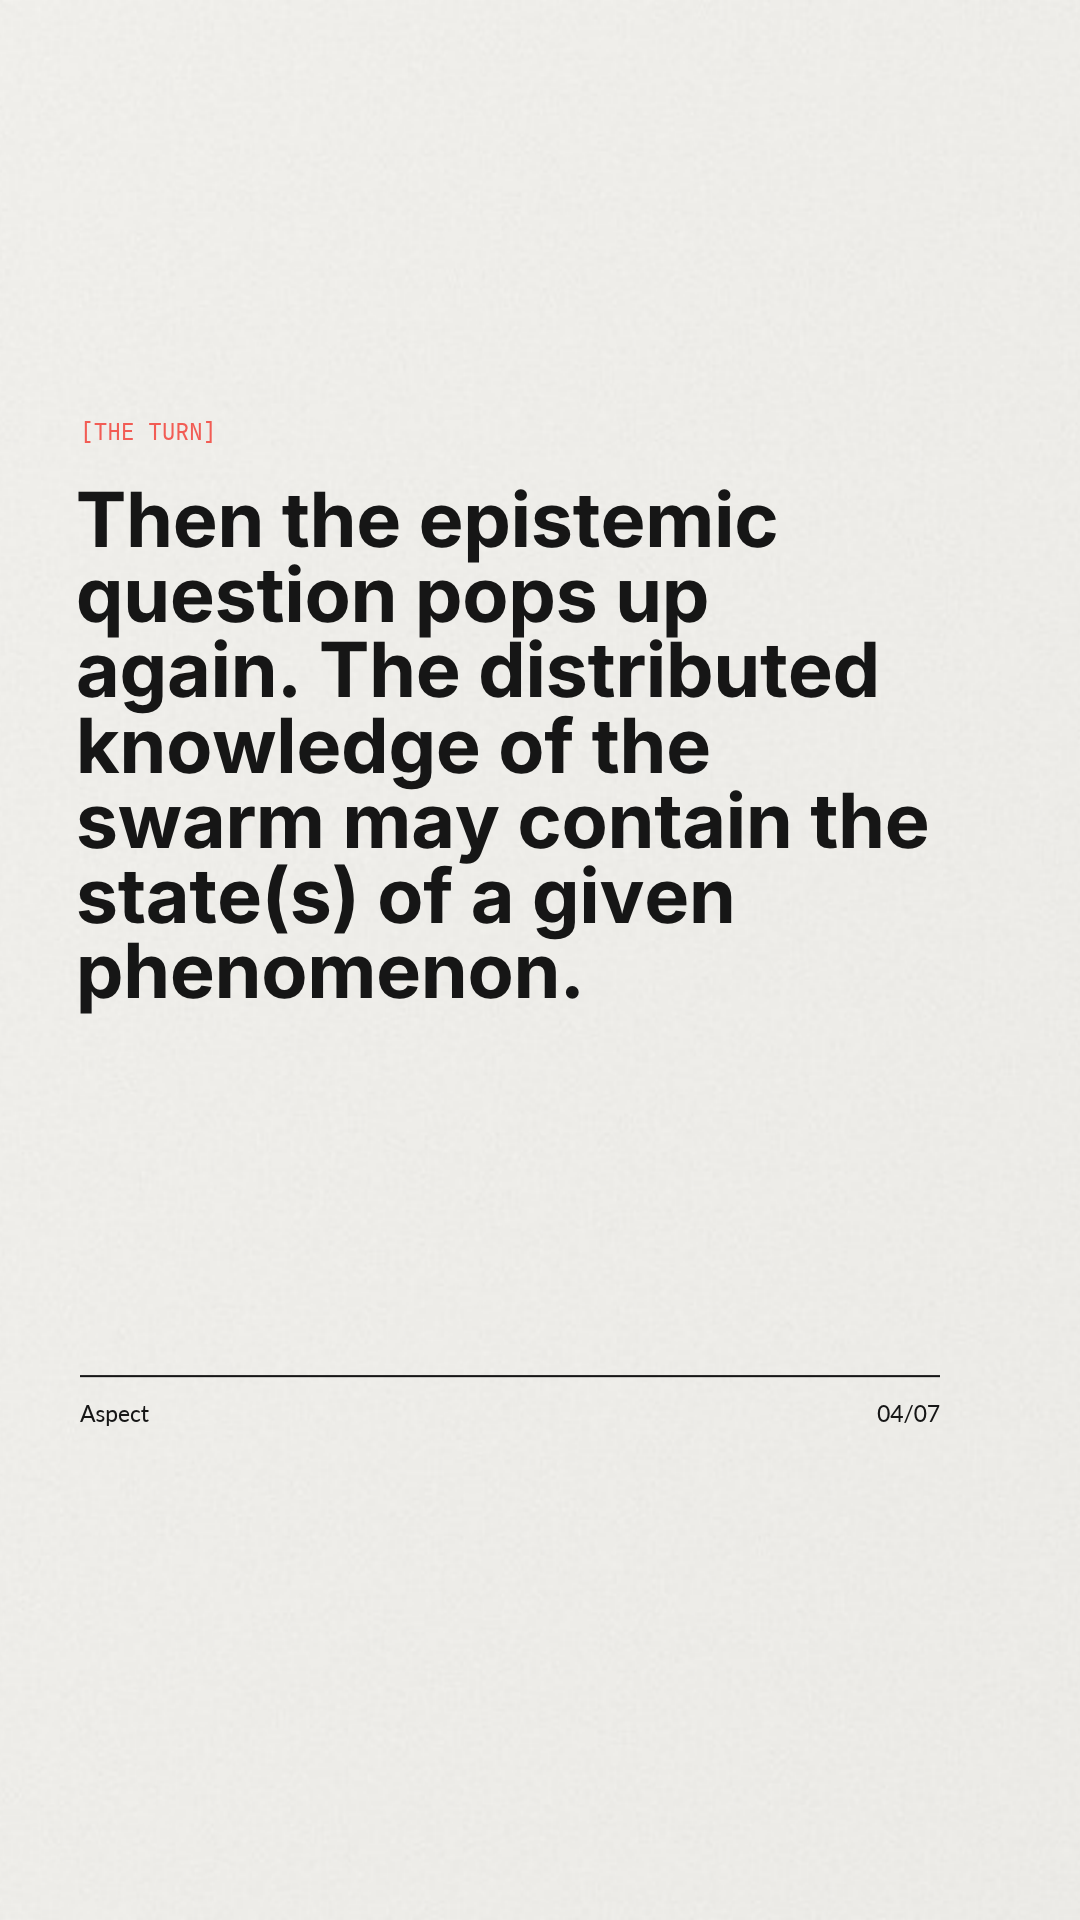 [THE TURN]
Then the epistemic
question pops up
again. The distributed
knowledge of the
swarm may contain the
state(s) of a given
phenomenon.
Aspect
04/07